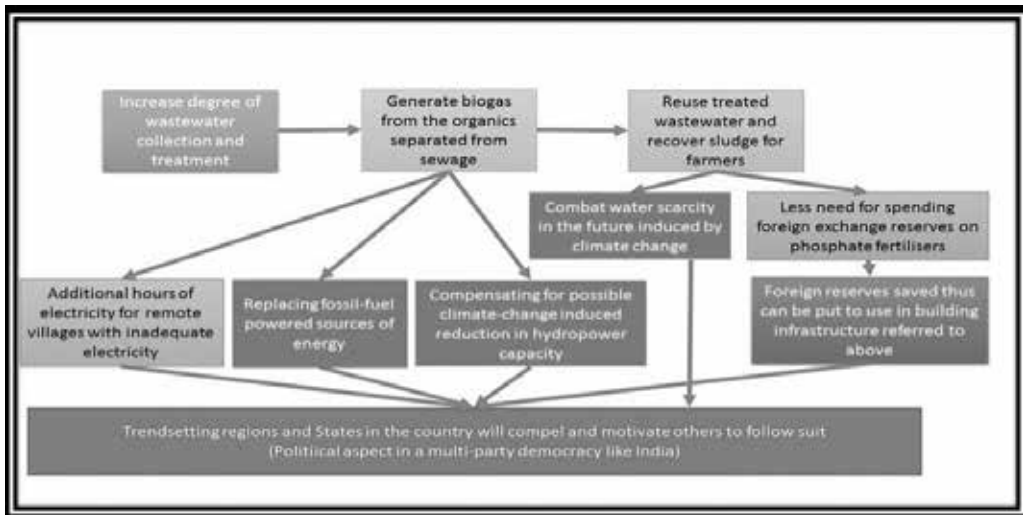 Increase degree of
wastewater
collection and
treatment
Generate biogas
from the organics
separated from
sewage
Reuse treated
wastewater and
recover sludge for
farmers
Combat water scarcity
in the future induced by
climate change
Less need for spending
foreign exchange reserves on
phosphate fertilisers
Additional hours of
electricity for remote
villages with inadequate
electricity
Replacing fossil-fuel
powered sources of
energy
Compensating for possible
climate-change induced
reduction in hydropower
capacity
Foreign reserves saved thus
can be put to use in building
infrastructure referred to
above
Trendsetting regions and States in the country will compel and motivate others to follow suit
(Politiical aspect in a multi-party democracy like India)